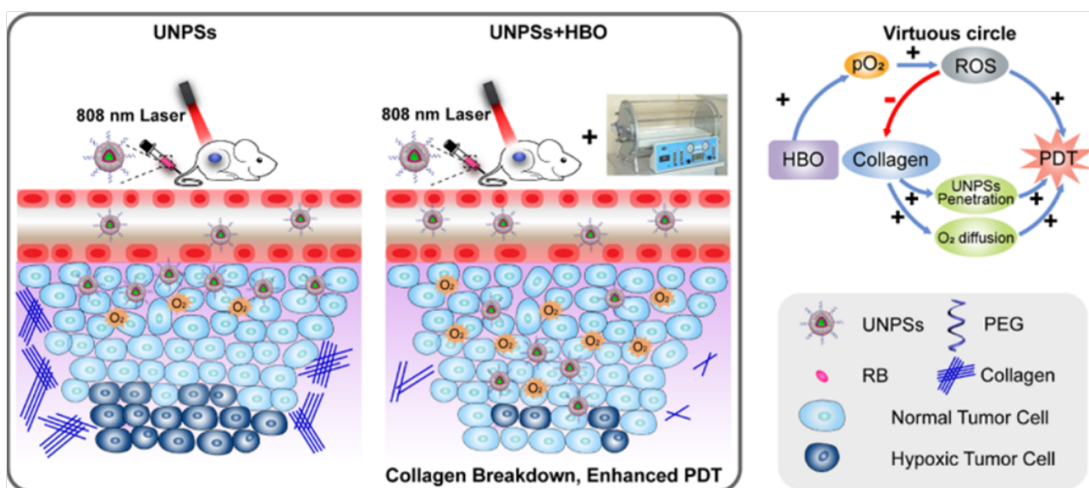 UNPSs
808 nm Laser
O₂
O₂
O₂
UNPSs+HBO
808 nm Laser
+
O₂
O₂
O₂
O₂
O₂
O₂
O₂
Collagen Breakdown, Enhanced PDT
Virtuous circle
pO₂
+
ROS
+
-
+
HBO
Collagen
PDT
+
UNPSs
Penetration
+
+
O₂ diffusion
+
UNPSs
PEG
RB
Collagen
Normal Tumor Cell
Hypoxic Tumor Cell